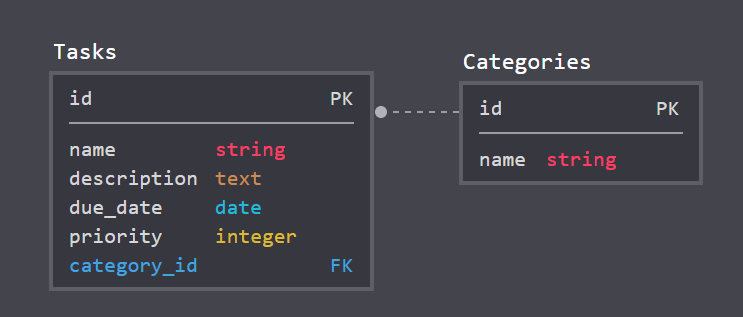 Tasks
id PK
name string
description text
due_date date
priority integer
category_id FK
Categories
id PK
name string